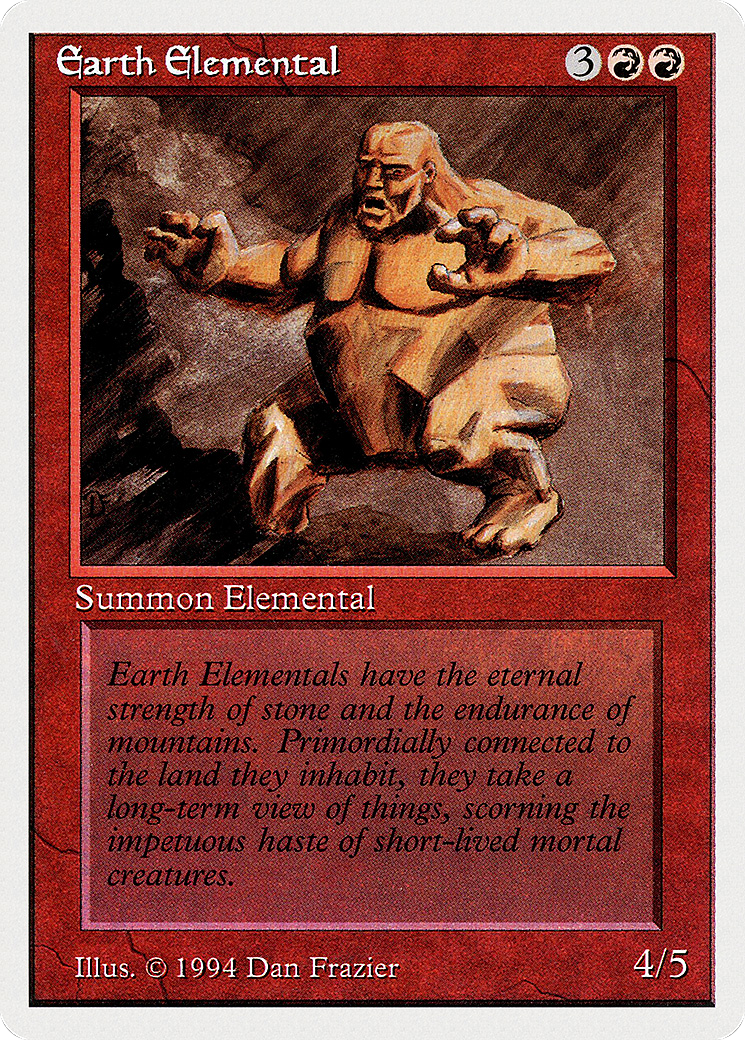 Earth Elemental 3
Summon Elemental
Earth Elementals have the eternal
strength of stone and the endurance of
mountains. Primordially connected to
the land they inhabit, they take a
long-term view of things, scorning the
impetuous haste of short-lived mortal
creatures.
Illus. © 1994 Dan Frazier 4/5